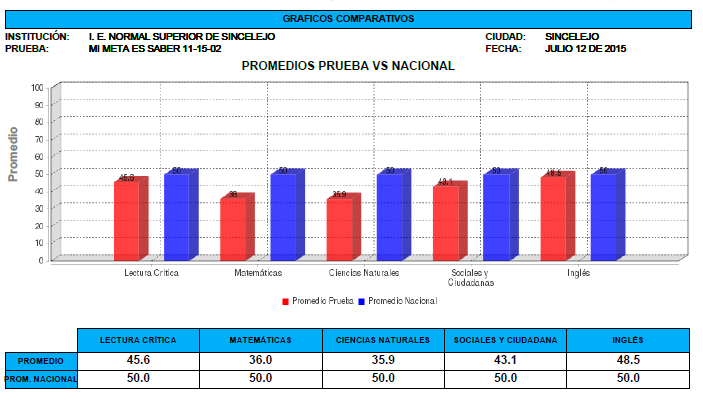 GRAFICOS COMPARATIVOS
INSTITUCIÓN: I. E. NORMAL SUPERIOR DE SINCELEJO CIUDAD: SINCELEJO
PRUEBA: MI META ES SABER 11-15-02 FECHA: JULIO 12 DE 2015
PROMEDIOS PRUEBA VS NACIONAL
Promedio
100
90
80
70
60
50
40
30
20
10
0
45.6 50 36 50 35.9 50 43.1 50 48.5 50
Lectura Crítica Matemáticas Ciencias Naturales Sociales y Ciudadanas Inglés
Promedio Prueba Promedio Nacional
LECTURA CRÍTICA MATEMÁTICAS CIENCIAS NATURALES SOCIALES Y CIUDADANA INGLÉS
PROMEDIO 45.6 36.0 35.9 43.1 48.5
PROM. NACIONAL 50.0 50.0 50.0 50.0 50.0